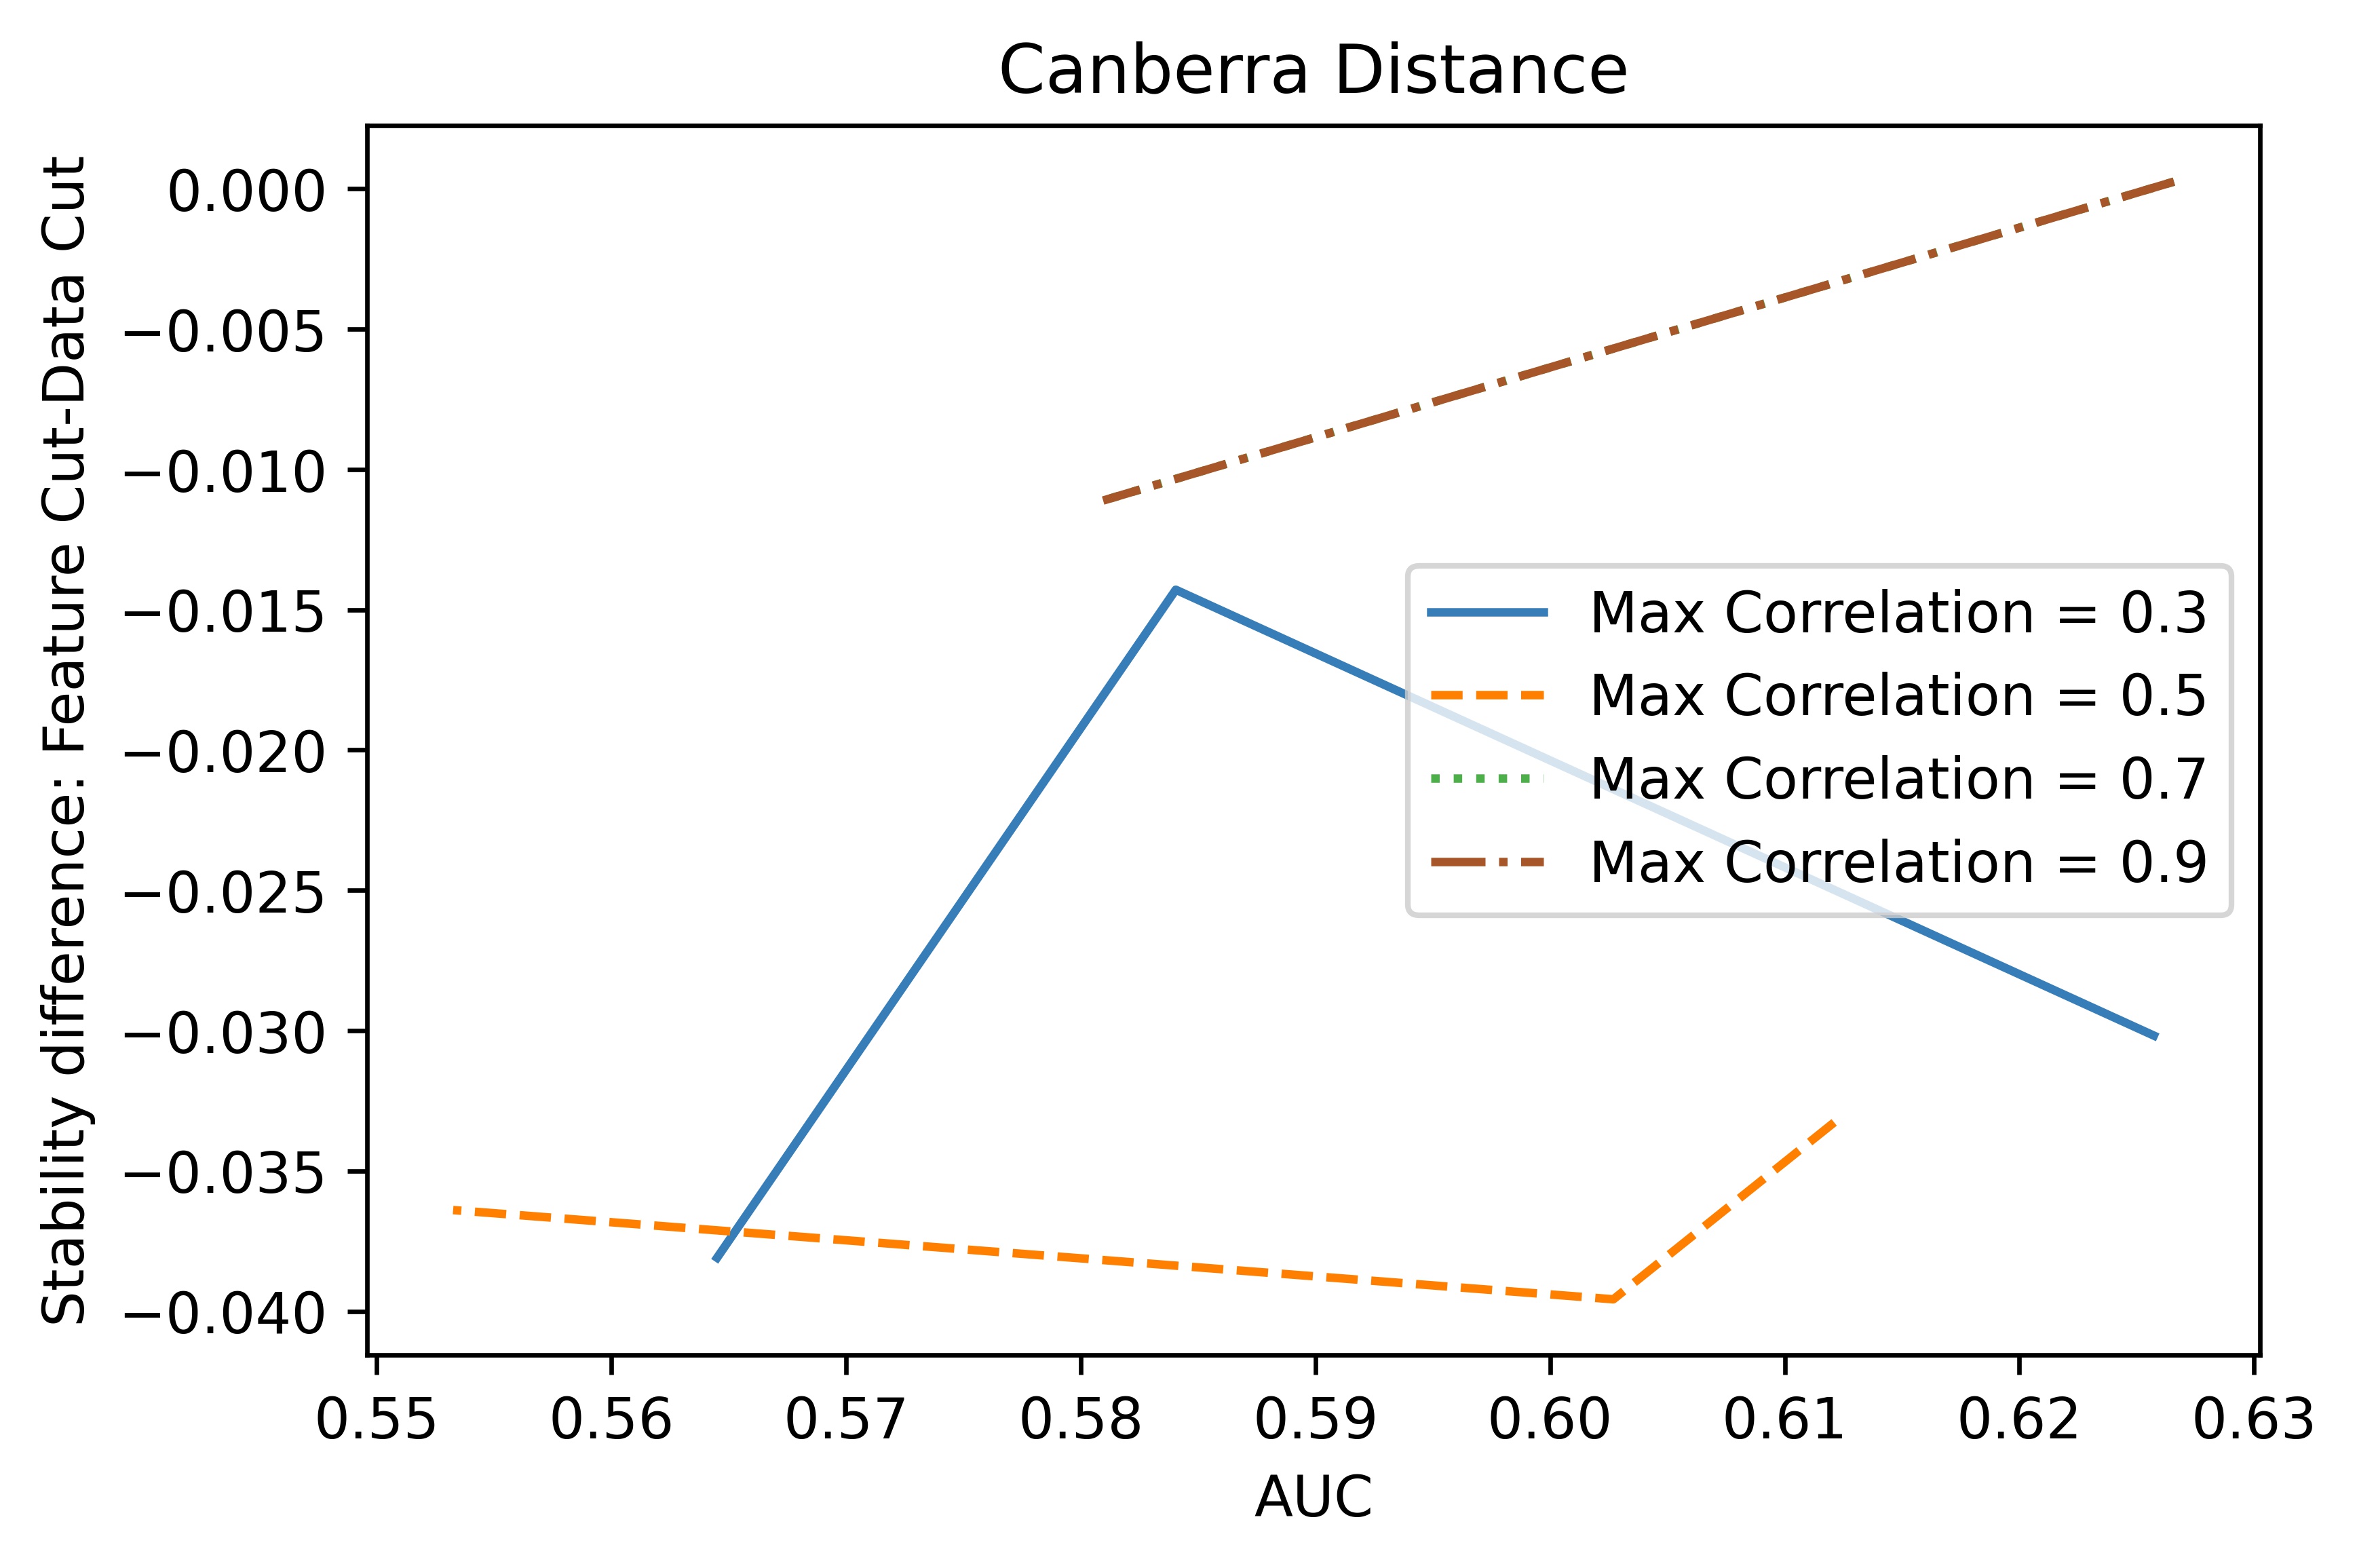 Canberra Distance
Stability difference: Feature Cut-Data Cut
0.000
−0.005
−0.010
−0.015
−0.020
−0.025
−0.030
−0.035
−0.040
Max Correlation = 0.3
Max Correlation = 0.5
Max Correlation = 0.7
Max Correlation = 0.9
0.55 0.56 0.57 0.58 0.59 0.60 0.61 0.62 0.63
AUC